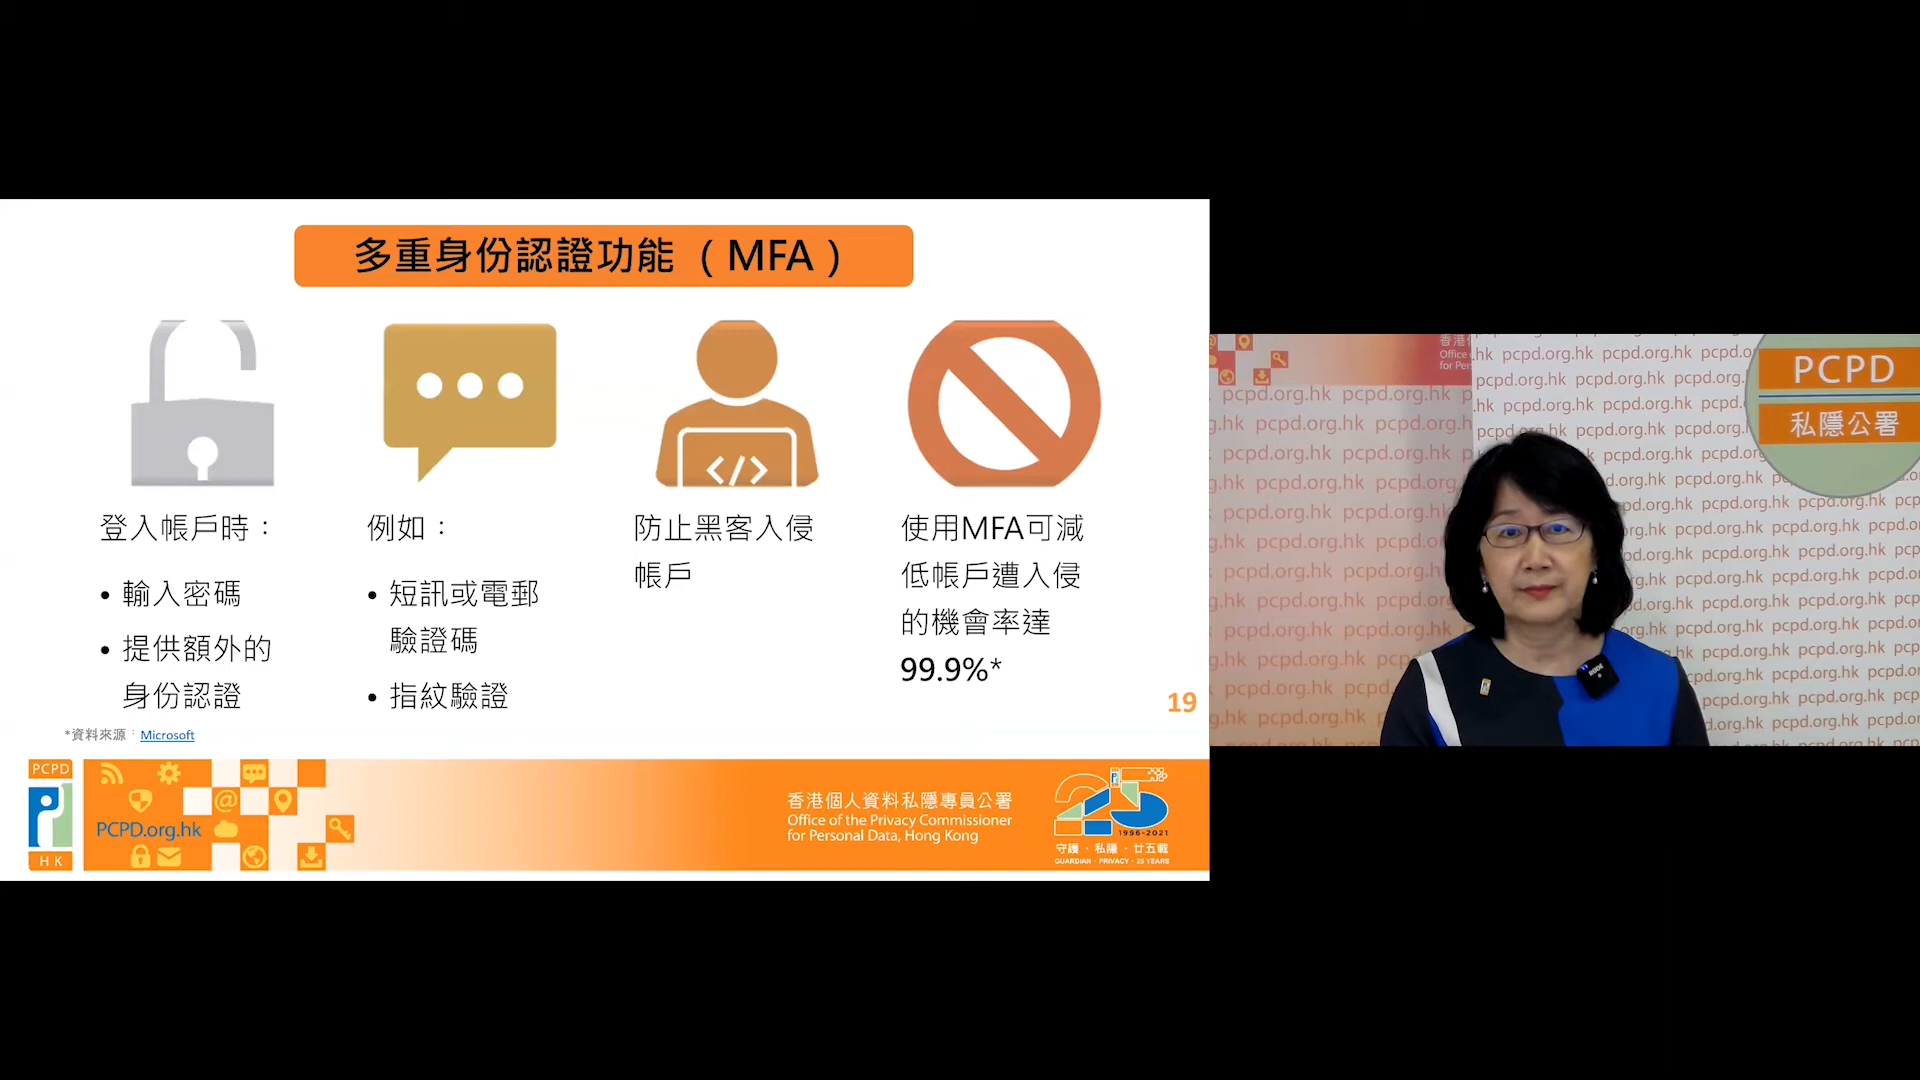 多重身份認證功能 （MFA）
登入帳戶時：
• 輸入密碼
• 提供額外的
身份認證
例如：
• 短訊或電郵
驗證碼
• 指紋驗證
防止黑客入侵
帳戶
使用MFA可減
低帳戶遭入侵
的機會率達
99.9%*
19
*資料來源：Microsoft
PCPD
HK
PCPD.org.hk
香港個人資料私隱專員公署
Office of the Privacy Commissioner
for Personal Data, Hong Kong
25
1996-2021
守護·私隱·廿五載
GUARDIAN · PRIVACY · 25 YEARS
PCPD
私隱公署
pcpd.org.hk pcpd.org.hk